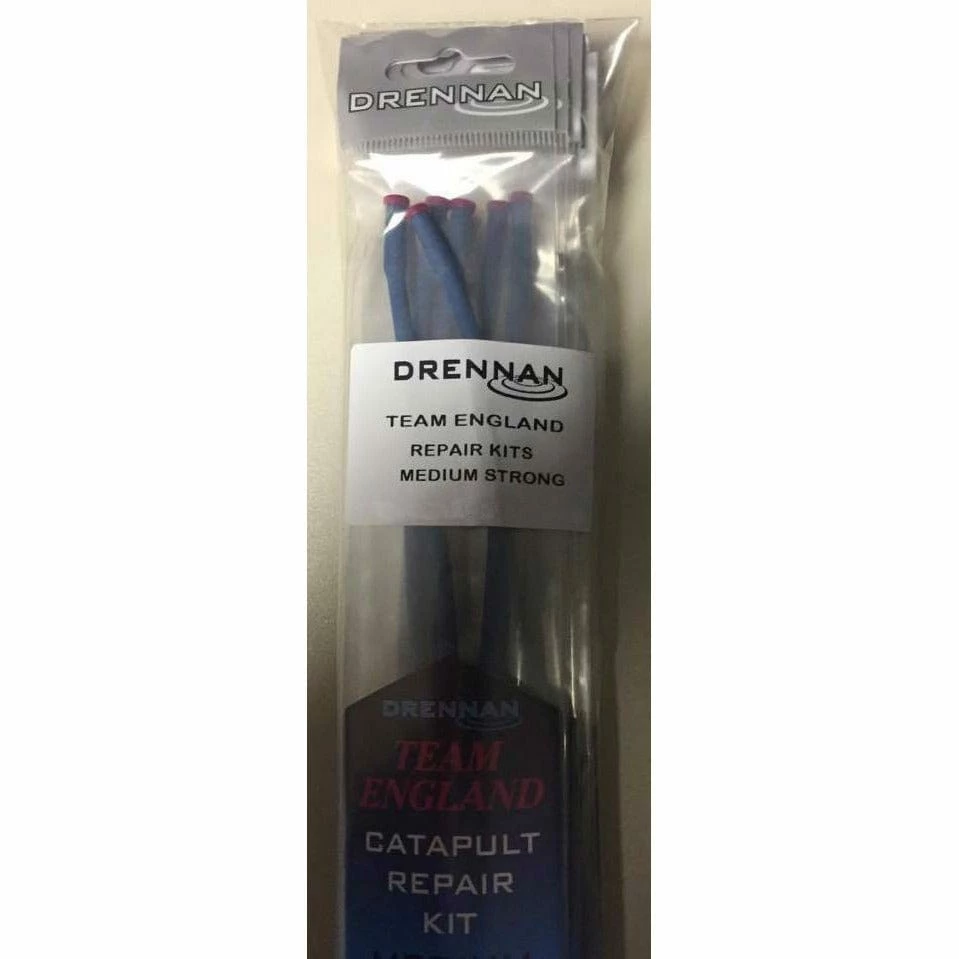 DRENNAN
DRENNAN
TEAM ENGLAND
REPAIR KITS
MEDIUM STRONG
DRENNAN
TEAM
ENGLAND
CATAPULT
REPAIR
KIT